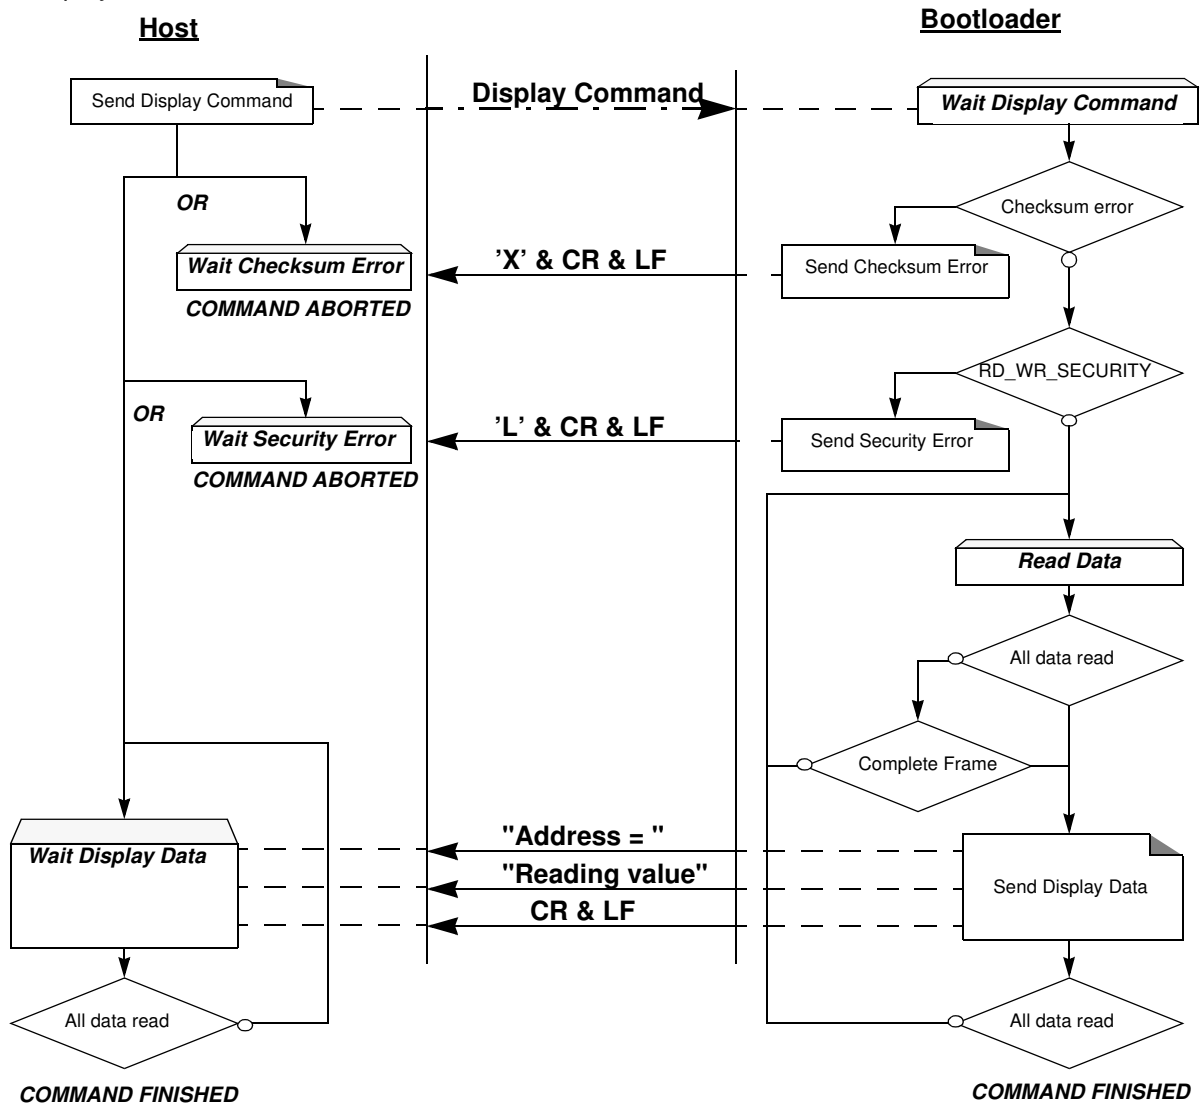 Host
Bootloader
Send Display Command
Display Command
Wait Display Command
OR
Checksum error
Wait Checksum Error
’X’ & CR & LF
Send Checksum Error
COMMAND ABORTED
RD_WR_SECURITY
OR
Wait Security Error
’L’ & CR & LF
Send Security Error
COMMAND ABORTED
Read Data
All data read
Complete Frame
Wait Display Data
"Address = "
"Reading value"
CR & LF
Send Display Data
All data read
All data read
COMMAND FINISHED
COMMAND FINISHED